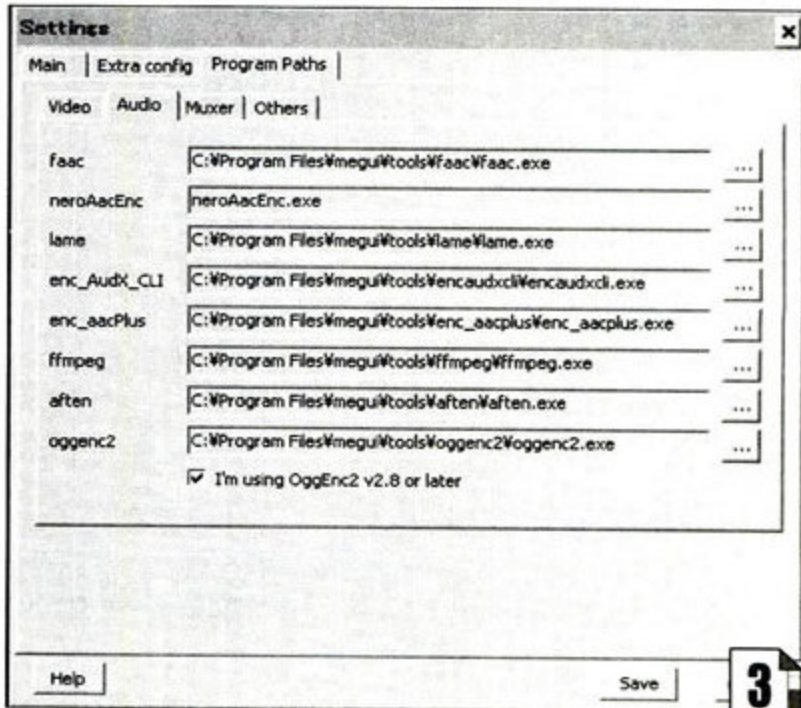 Settings
Main Extra config Program Paths
Video Audio Muxer Others
faac C:¥Program Files¥megui¥tools¥faac¥faac.exe ...
neroAacEnc neroAacEnc.exe ...
lame C:¥Program Files¥megui¥tools¥lame¥lame.exe ...
enc_AudX_CLI C:¥Program Files¥megui¥tools¥encaudxcli¥encaudxcli.exe ...
enc_aacPlus C:¥Program Files¥megui¥tools¥enc_aacplus¥enc_aacplus.exe ...
ffmpeg C:¥Program Files¥megui¥tools¥ffmpeg¥ffmpeg.exe ...
aften C:¥Program Files¥megui¥tools¥aften¥aften.exe ...
oggenc2 C:¥Program Files¥megui¥tools¥oggenc2¥oggenc2.exe ...
I'm using OggEnc2 v2.8 or later
Help Save 3